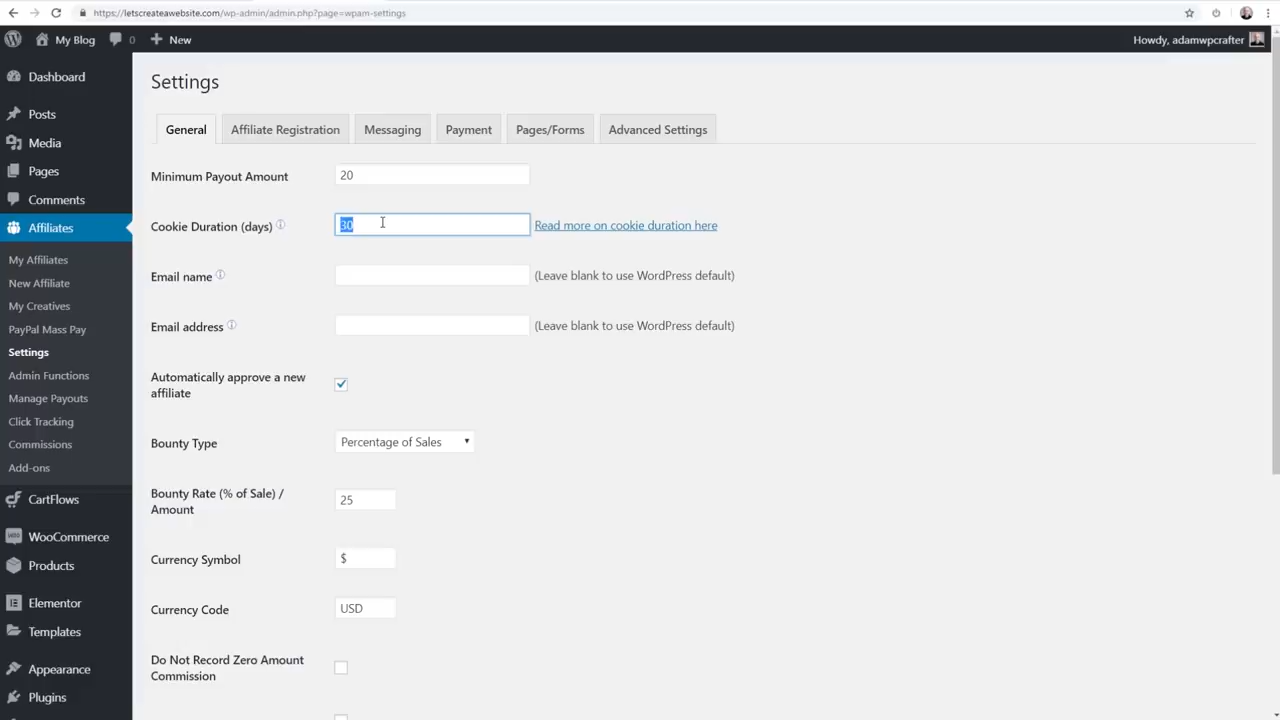 https://letscreateawebsite.com/wp-admin/admin.php?page=wpam-settings
My Blog 0 New
Howdy, adamwpcrafter
Dashboard
Posts
Media
Pages
Comments
Affiliates
My Affiliates
New Affiliate
My Creatives
PayPal Mass Pay
Settings
Admin Functions
Manage Payouts
Click Tracking
Commissions
Add-ons
CartFlows
WooCommerce
Products
Elementor
Templates
Appearance
Plugins
Settings
General Affiliate Registration Messaging Payment Pages/Forms Advanced Settings
Minimum Payout Amount 20
Cookie Duration (days) 30 Read more on cookie duration here
Email name (Leave blank to use WordPress default)
Email address (Leave blank to use WordPress default)
Automatically approve a new
affiliate
Bounty Type Percentage of Sales
Bounty Rate (% of Sale) /
Amount 25
Currency Symbol $
Currency Code USD
Do Not Record Zero Amount
Commission